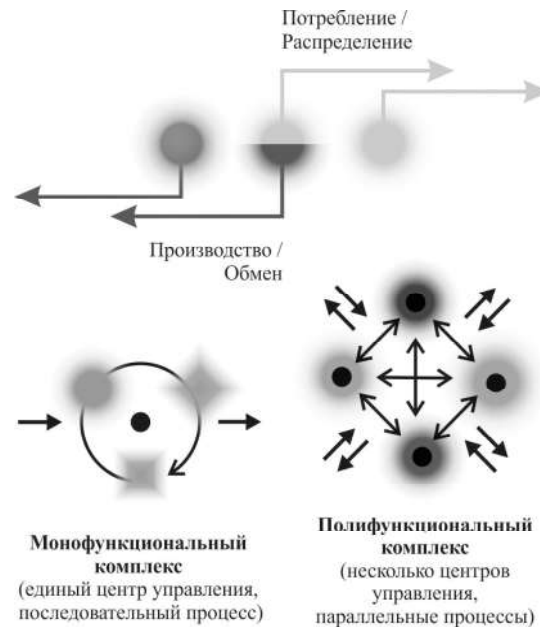 Потребление /
Распределение
Производство /
Обмен
Монофункциональный
комплекс
(единый центр управления,
последовательный процесс)
Полифункциональный
комплекс
(несколько центров
управления,
параллельные процессы)